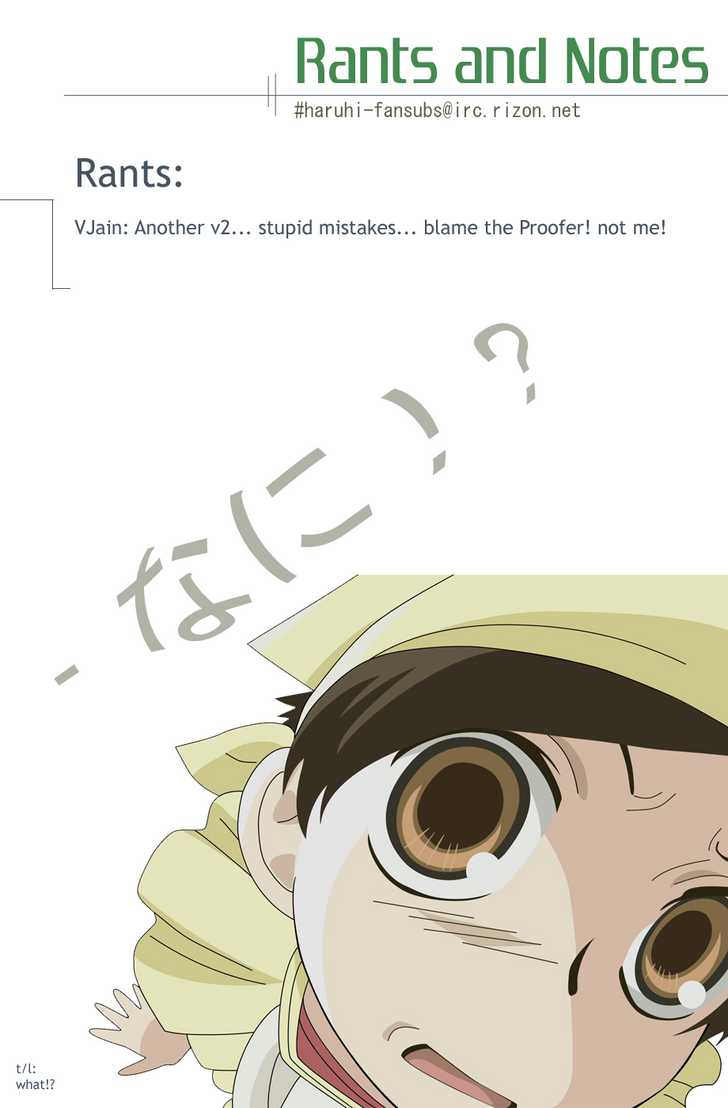 Rants and Notes
#haruhi-fansubs@irc.rizon.net
Rants:
VJain: Another v2... stupid mistakes... blame the Proofer! not me!
- なに！？
t/l:
what!?